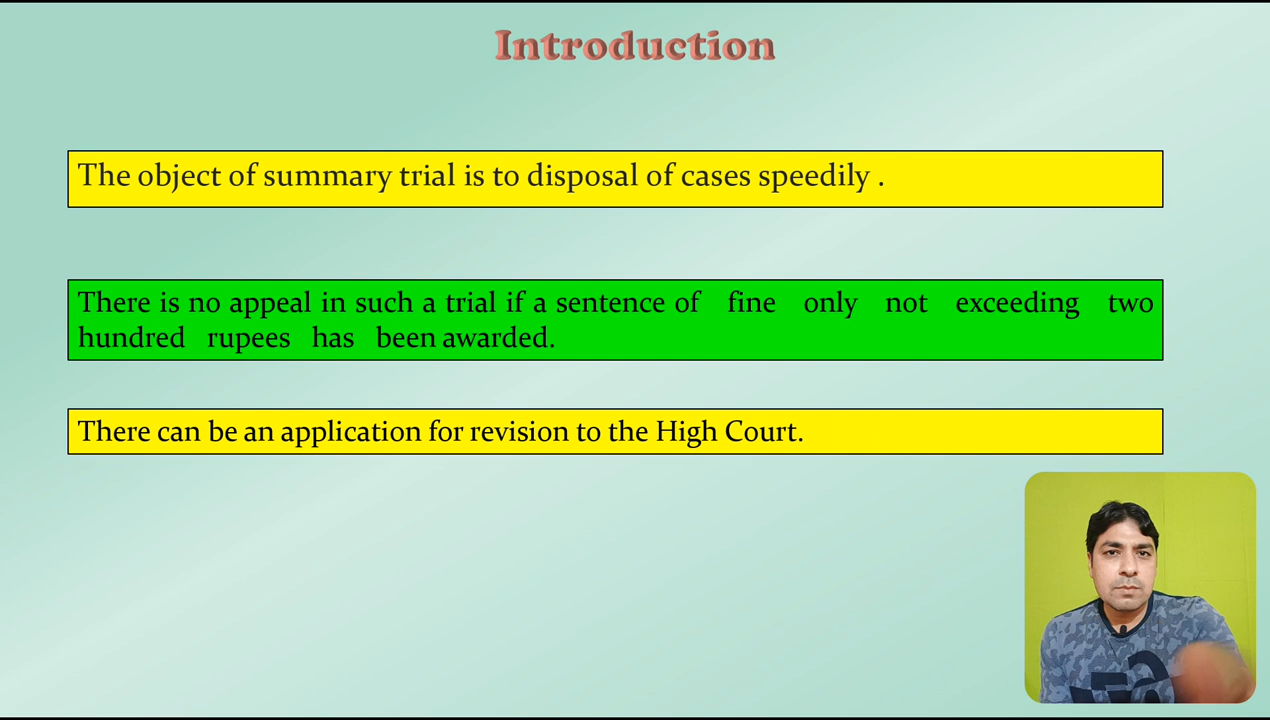 Introduction
The object of summary trial is to disposal of cases speedily .
There is no appeal in such a trial if a sentence of fine only not exceeding two
hundred rupees has been awarded.
There can be an application for revision to the High Court.